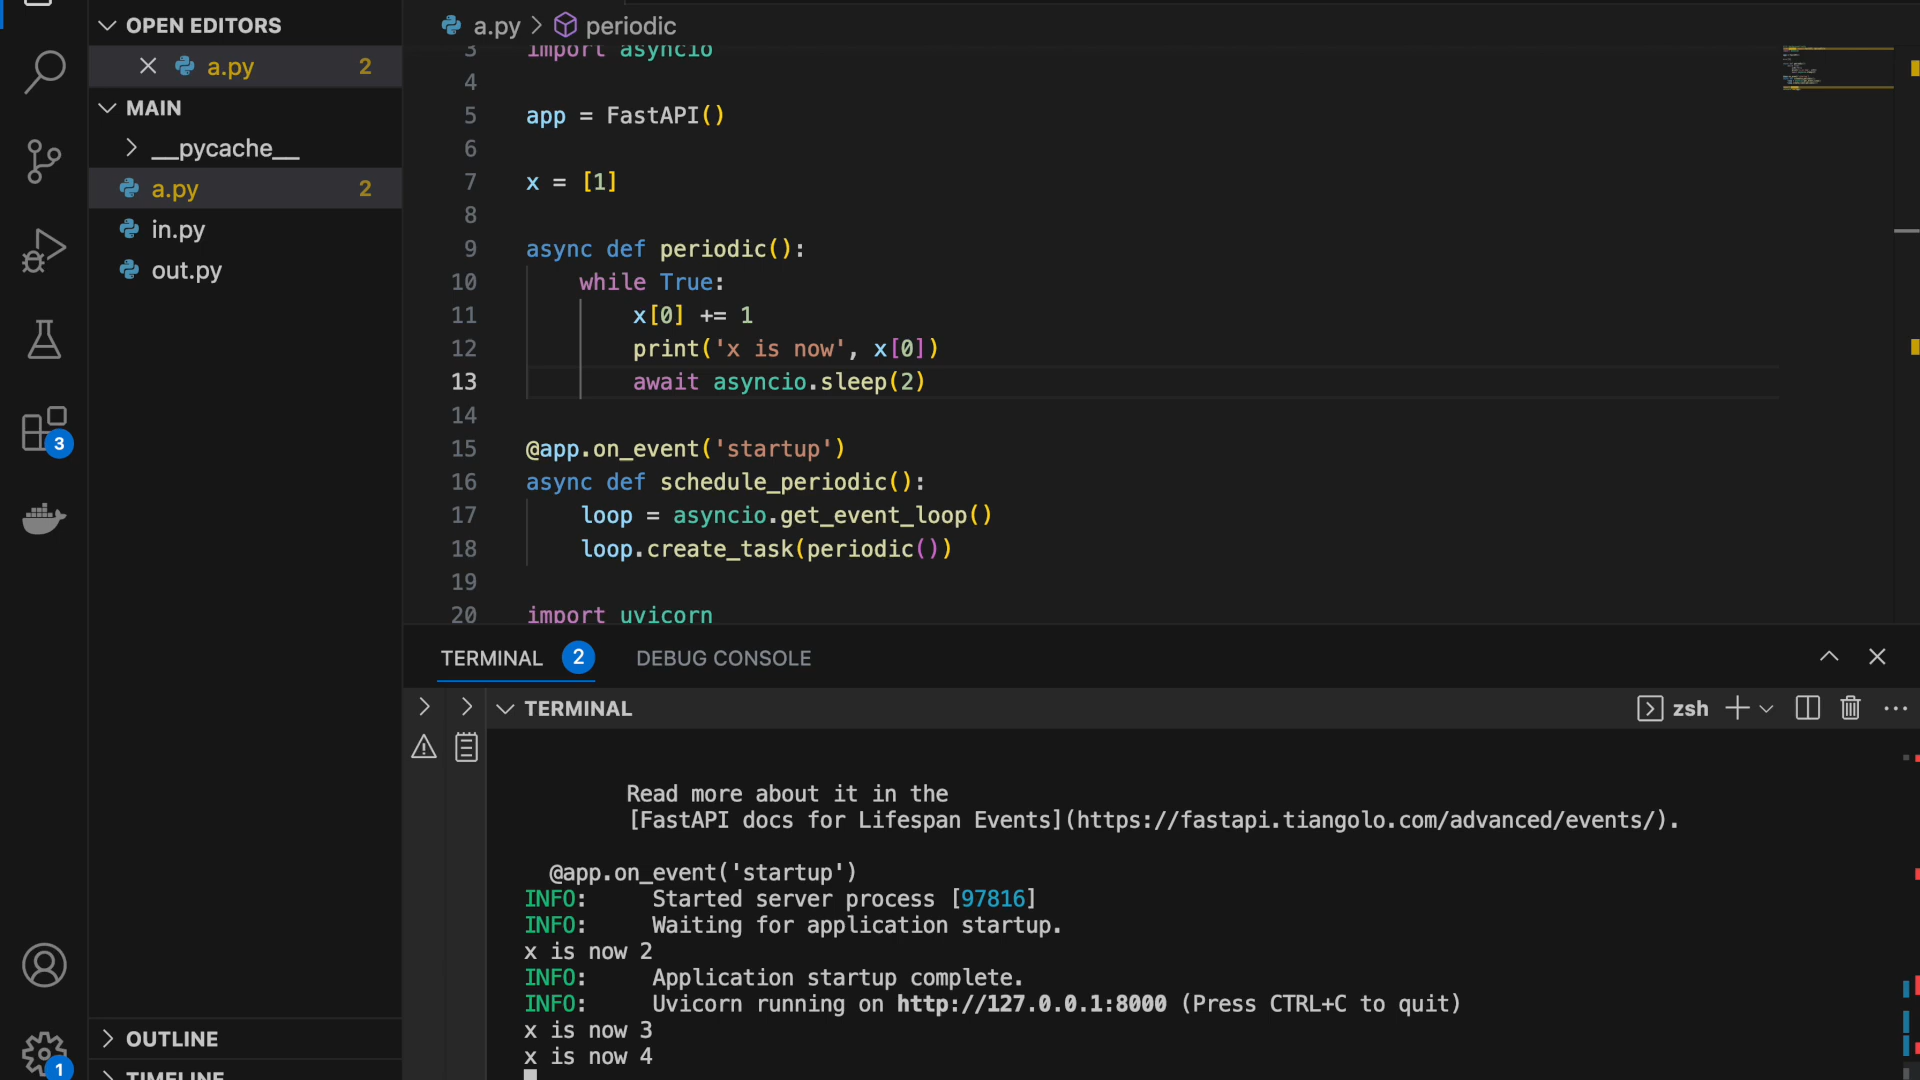 OPEN EDITORS
a.py 2
MAIN
__pycache__
a.py 2
in.py
out.py
3
OUTLINE
TIMELINE
1
a.py > periodic
3 import asyncio
4
5 app = FastAPI()
6
7 x = [1]
8
9 async def periodic():
10 while True:
11 x[0] += 1
12 print('x is now', x[0])
13 await asyncio.sleep(2)
14
15 @app.on_event('startup')
16 async def schedule_periodic():
17 loop = asyncio.get_event_loop()
18 loop.create_task(periodic())
19
20 import uvicorn
TERMINAL 2 DEBUG CONSOLE
TERMINAL zsh
Read more about it in the
[FastAPI docs for Lifespan Events](https://fastapi.tiangolo.com/advanced/events/).
@app.on_event('startup')
INFO: Started server process [97816]
INFO: Waiting for application startup.
x is now 2
INFO: Application startup complete.
INFO: Uvicorn running on http://127.0.0.1:8000 (Press CTRL+C to quit)
x is now 3
x is now 4